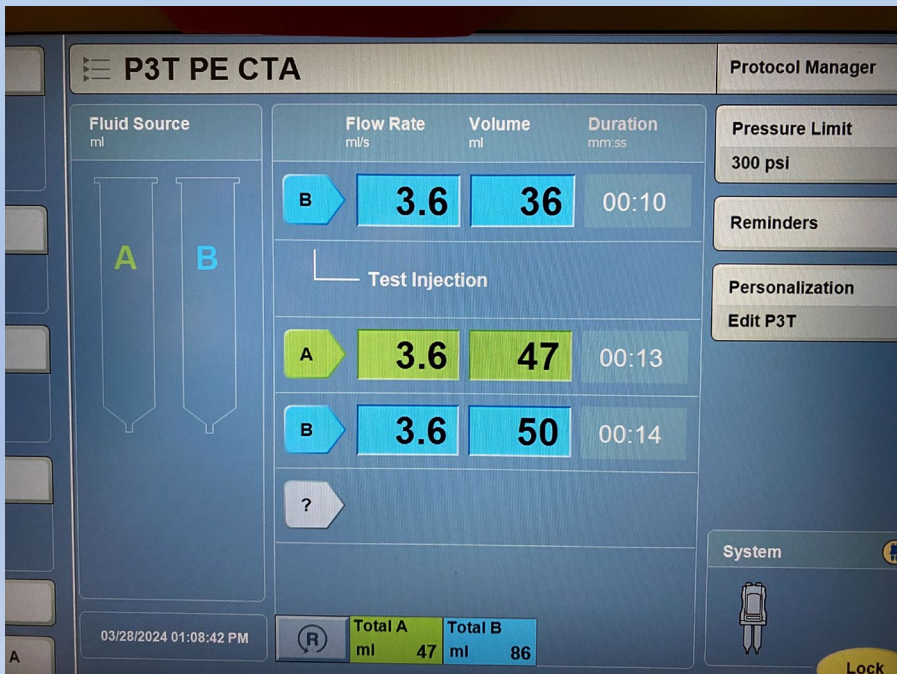 P3T PE CTA
Protocol Manager
Fluid Source
ml
A B
Flow Rate Volume Duration
ml/s ml mm:ss
B 3.6 36 00:10
Test Injection
A 3.6 47 00:13
B 3.6 50 00:14
?
Pressure Limit
300 psi
Reminders
Personalization
Edit P3T
System
Lock
03/28/2024 01:08:42 PM
R
Total A Total B
ml 47 ml 86
A